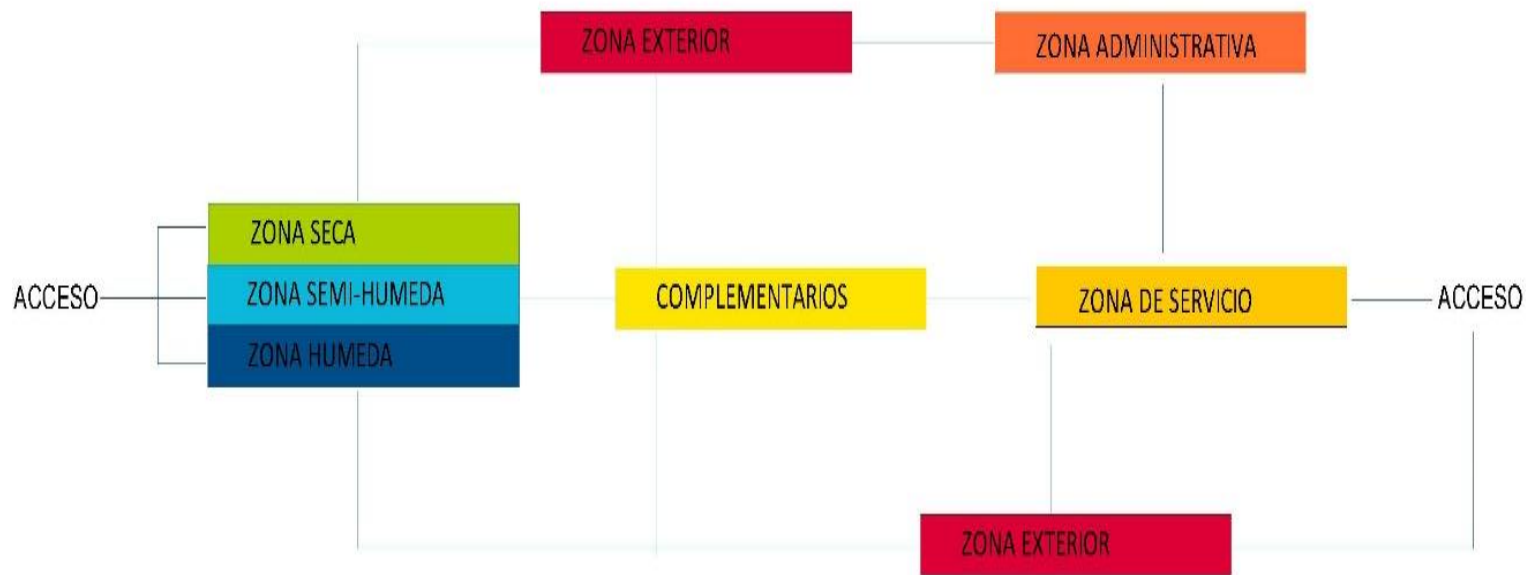 ZONA EXTERIOR
ZONA ADMINISTRATIVA
ZONA SECA
ACCESO
ZONA SEMI-HUMEDA
COMPLEMENTARIOS
ZONA DE SERVICIO
ACCESO
ZONA HUMEDA
ZONA EXTERIOR